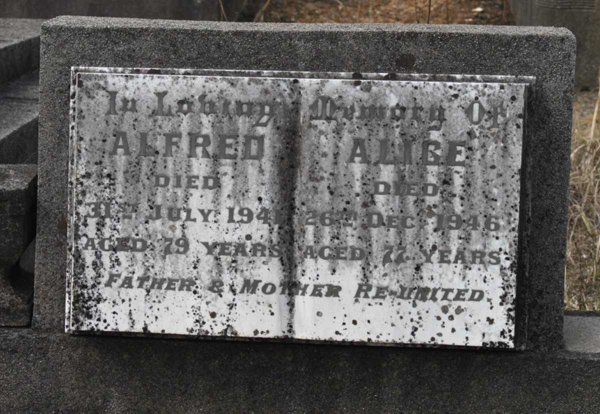 In Loving Memory Of
ALFRED ALICE
DIED DIED
31ST JULY 1941 26TH DEC. 1946
AGED 79 YEARS AGED 77 YEARS
FATHER & MOTHER RE-UNITED.